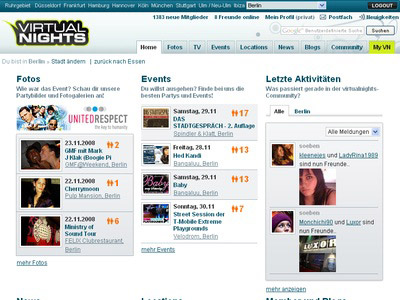 Ruhrgebiet Düsseldorf Frankfurt Hamburg Hannover Köln München Stuttgart Ulm / Neu-Ulm Ibiza Berlin LOGOUT
1383 neue Mitglieder 8 Freunde online Mein Profil (privat) Postfach Neuigkeiten
VIRTUAL NIGHTS
Google Suchen
Home Fotos TV Events Locations News Blogs Community My VN
Du bist in Berlin » Stadt ändern | zurück nach Essen
Fotos
Wie war das Event? Schau dir unsere
Partybilder und Fotogalerien an!
UNITEDRESPECT
23.11.2008 2
GMF mit Mark
J Klak (Boogie Pi
GMF@Weekend, Berlin
22.11.2008 1
Cherrymoon
Pulp Mansion, Berlin
22.11.2008 6
Ministry of
Sound Tour
FELIX Clubrestaurant,
Berlin
mehr Fotos
Events
Du willst ausgehen? Finde bei uns die
besten Partys und Events!
Samstag, 29.11 17
DAS
STADTGESPRÄCH - 2. Auflage
Spindler & Klatt, Berlin
Freitag, 28.11 13
Hed Kandi
Bangaluu, Berlin
Samstag, 29.11 13
Baby
Bangaluu, Berlin
Sonntag, 30.11 7
Street Session der
T-Mobile Extreme
Playgrounds
Velodrom, Berlin
mehr Events
Letzte Aktivitäten
Was passiert gerade in der virtualnights-
Community?
Alle Berlin
Alle Meldungen
soeben
kleenejes und LadyRina1989
sind nun Freunde.
soeben
Monchichi90 und Luxor sind
nun Freunde.
LUXOR
mehr anzeigen
News Locations